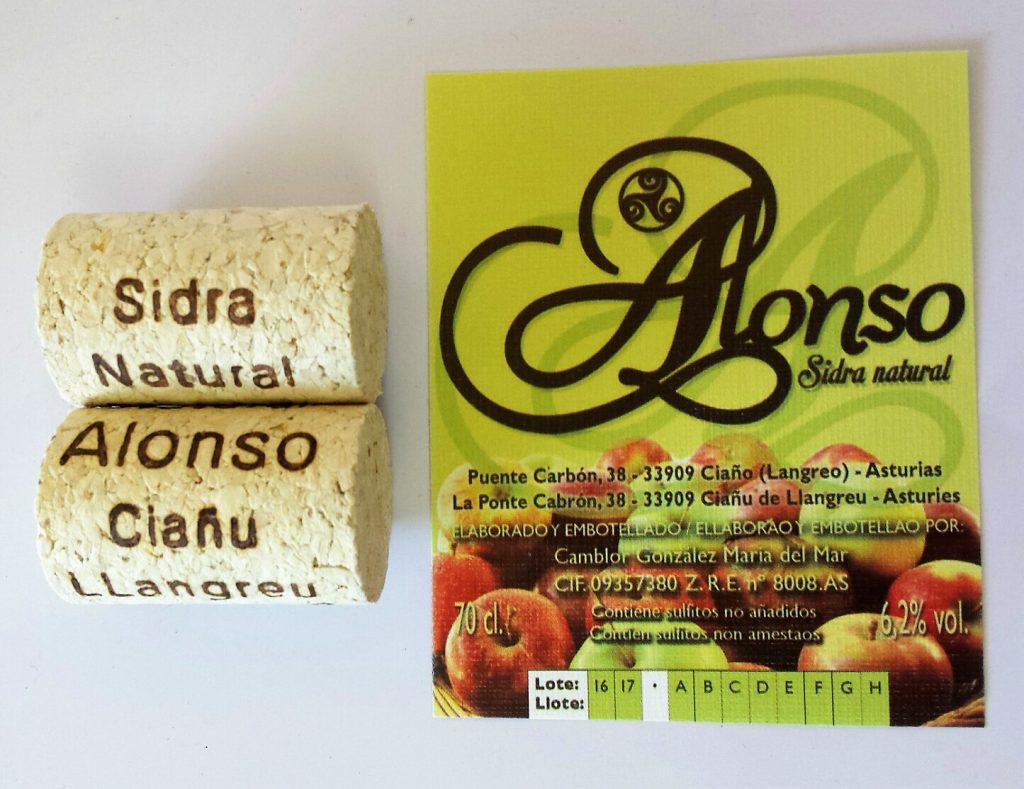 Sidra
Natural
Alonso
Ciañu
LLangreu
Alonso
Sidra natural
Puente Carbón, 38 - 33909 Ciaño (Langreo) - Asturias
La Ponte Cabrón, 38 - 33909 Ciañu de Llangreu - Asturies
ELABORADO Y EMBOTELLADO / ELLABORAO Y EMBOTELLAO POR:
Camblor González Maria del Mar
CIF. 09357380 Z. R.E. nº 8008.AS
Contiene sulfitos no añadidos
Contien sulfitos non amestaos
70 cl.
6,2% vol.
Lote: 16 17 · A B C D E F G H
Llote: